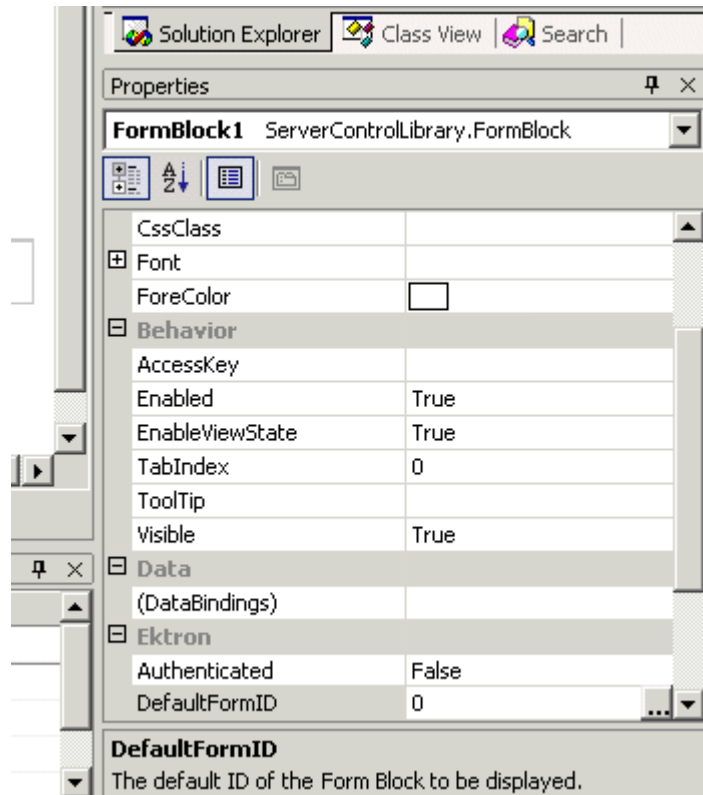 Solution Explorer Class View Search
Properties
FormBlock1 ServerControlLibrary.FormBlock
A Z
CssClass
Font
ForeColor
Behavior
AccessKey
Enabled True
EnableViewState True
TabIndex 0
ToolTip
Visible True
Data
(DataBindings)
Ektron
Authenticated False
DefaultFormID 0 ...
DefaultFormID
The default ID of the Form Block to be displayed.